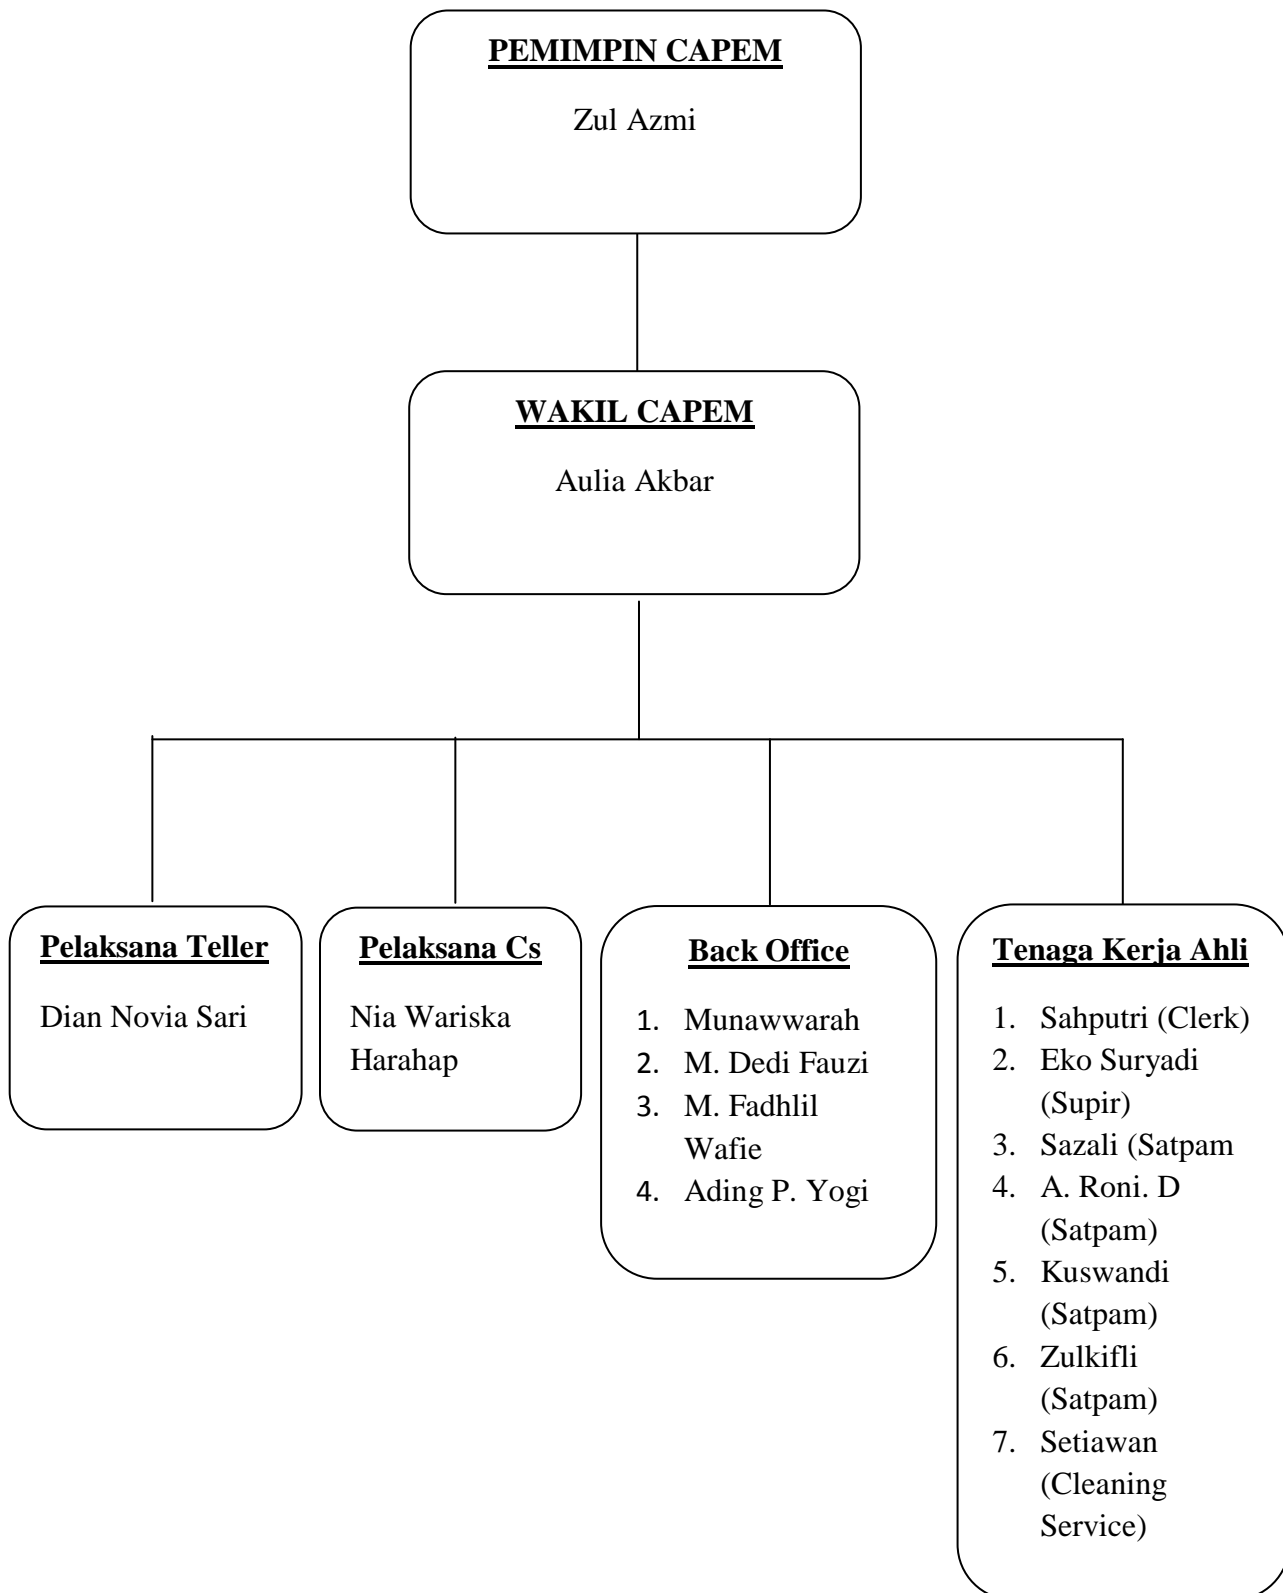 PEMIMPIN CAPEM
Zul Azmi
WAKIL CAPEM
Aulia Akbar
Pelaksana Teller
Dian Novia Sari
Pelaksana Cs
Nia Wariska
Harahap
Back Office
1. Munawwarah
2. M. Dedi Fauzi
3. M. Fadhlil
Wafie
4. Ading P. Yogi
Tenaga Kerja Ahli
1. Sahputri (Clerk)
2. Eko Suryadi
(Supir)
3. Sazali (Satpam
4. A. Roni. D
(Satpam)
5. Kuswandi
(Satpam)
6. Zulkifli
(Satpam)
7. Setiawan
(Cleaning
Service)